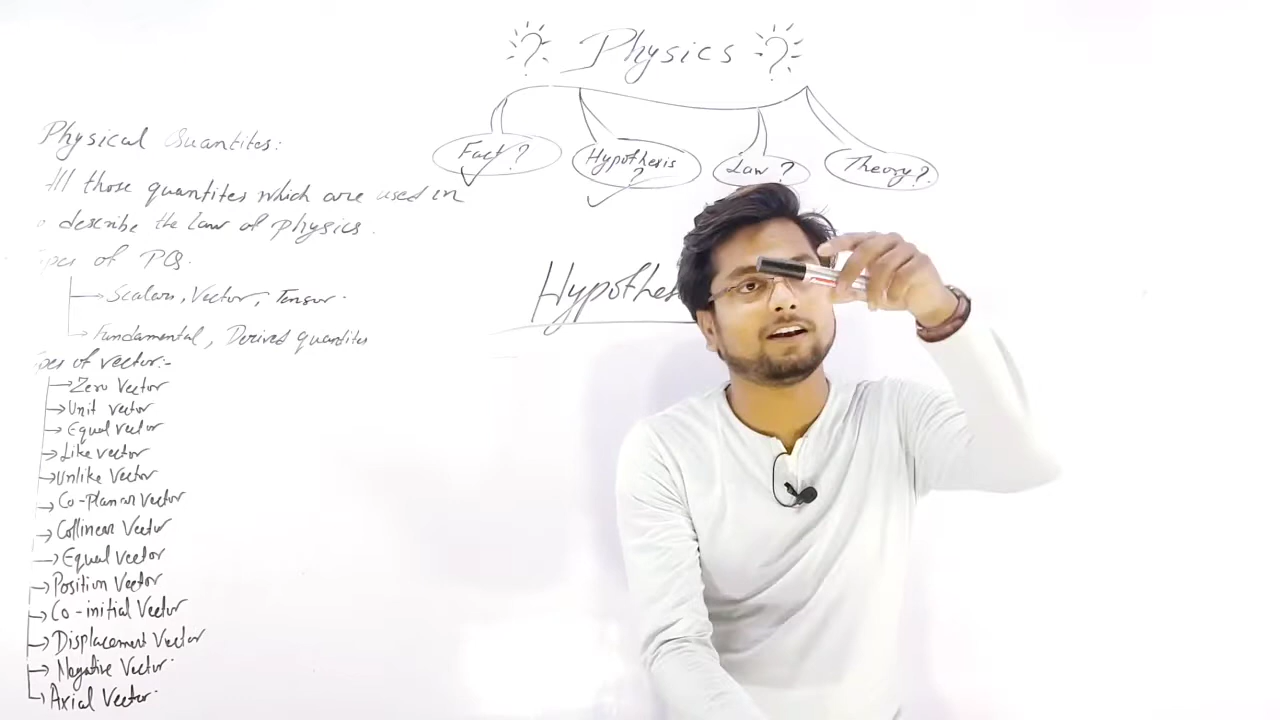 ? Physics ?
Fact?
Hypothesis
?
Law?
Theory?
Physical Quantites:
All those quantites which are used in
describe the Law of physics.
Types of PQ.
Scalars, Vector, Tensor.
Fundamental, Derived quantites
Types of vector:-
Zero Vector
Unit vector
Equal vector
Like vector
Unlike Vector
Co-planar Vector
Collinear Vector
Equal vector
Position Vector
Co-initial Vector
Displacement Vector
Negative Vector.
Axial Vector.
Hypothes